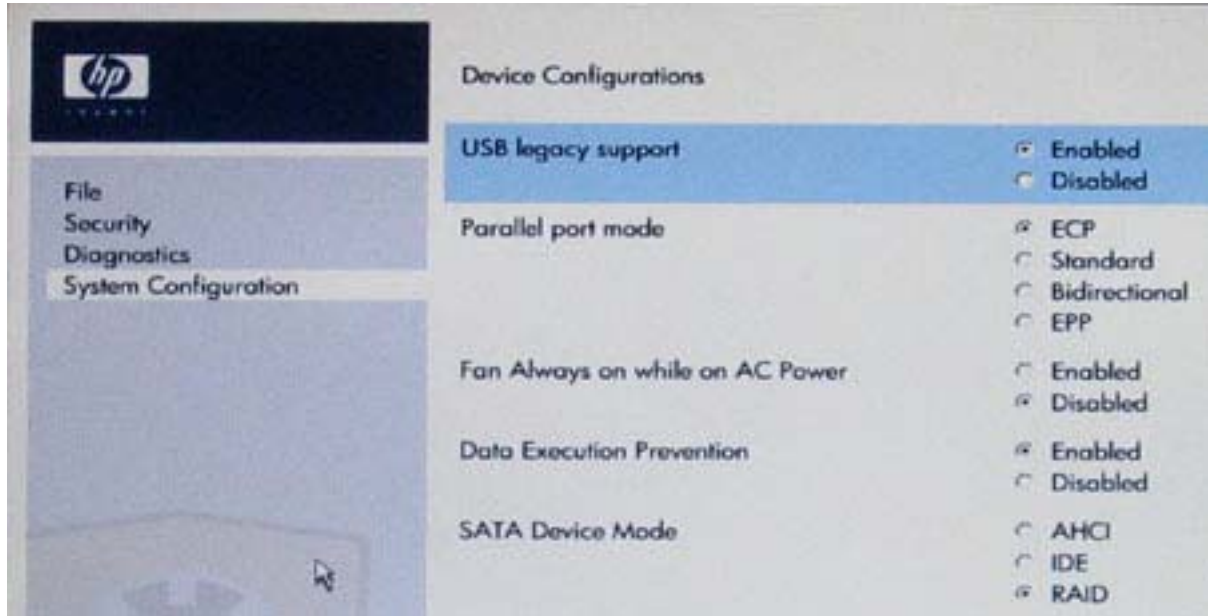 hp
invent
Device Configurations
USB legacy support
Enabled
Disabled
File
Security
Diagnostics
System Configuration
Parallel port mode
ECP
Standard
Bidirectional
EPP
Fan Always on while on AC Power
Enabled
Disabled
Data Execution Prevention
Enabled
Disabled
SATA Device Mode
AHCI
IDE
RAID